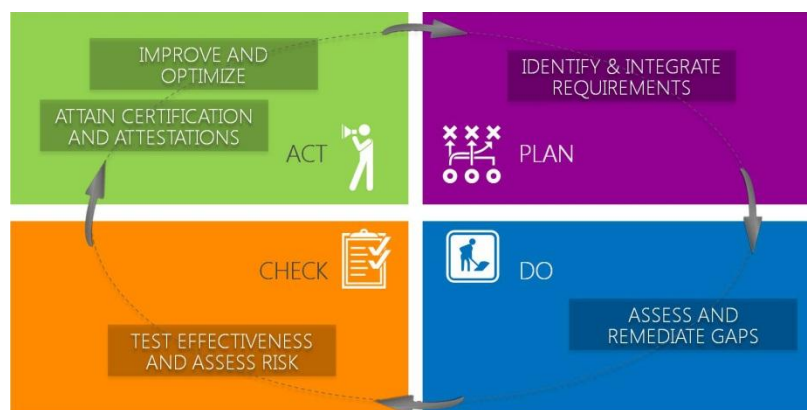 IMPROVE AND
OPTIMIZE
ATTAIN CERTIFICATION
AND ATTESTATIONS
ACT
IDENTIFY & INTEGRATE
REQUIREMENTS
PLAN
CHECK
TEST EFFECTIVENESS
AND ASSESS RISK
DO
ASSESS AND
REMEDIATE GAPS